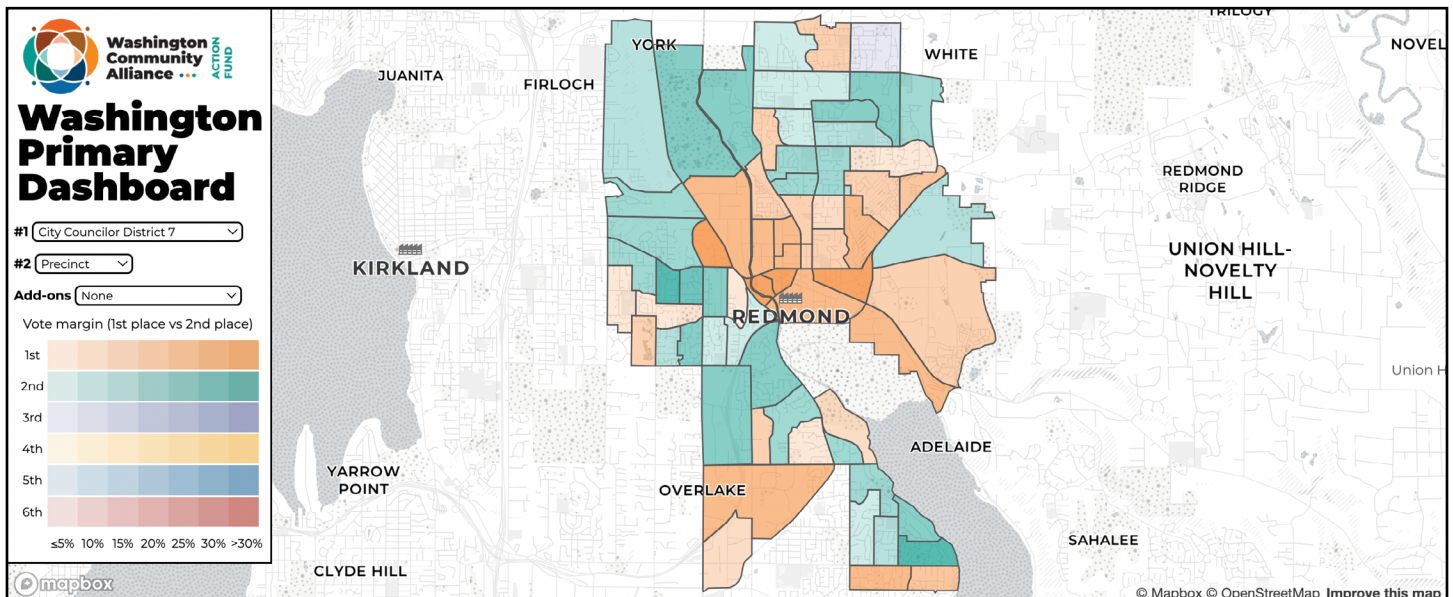 Washington
Community
Alliance
ACTION
FUND
Washington
Primary
Dashboard
#1 City Councilor District 7
#2 Precinct
Add-ons None
Vote margin (1st place vs 2nd place)
1st
2nd
3rd
4th
5th
6th
≤5% 10% 15% 20% 25% 30% >30%
mapbox
TRILOGY
YORK
WHITE
NOVEL
JUANITA
FIRLOCH
REDMOND
RIDGE
KIRKLAND
UNION HILL-
NOVELTY
HILL
REDMOND
Union H
ADELAIDE
YARROW
POINT
OVERLAKE
SAHALEE
CLYDE HILL
© Mapbox © OpenStreetMap Improve this map